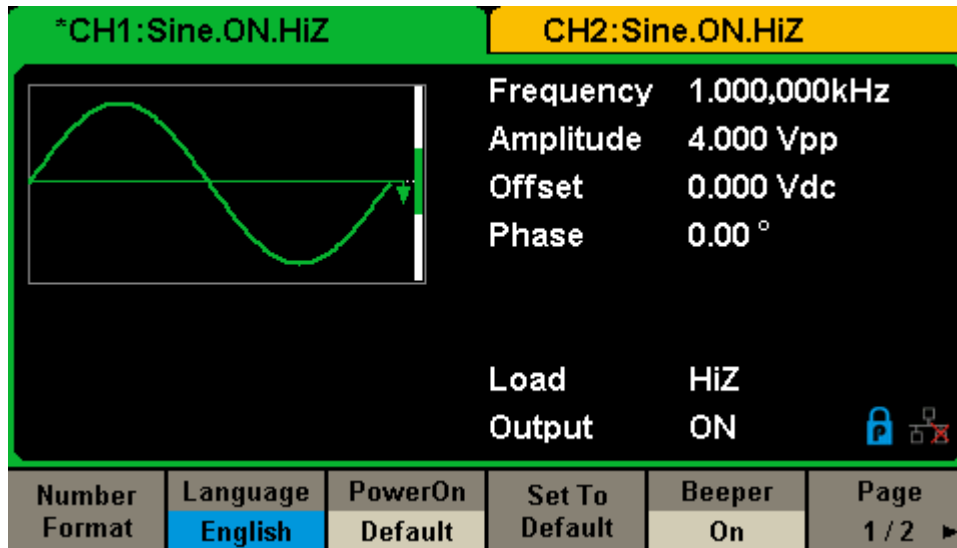 *CH1:Sine.ON.HiZ
CH2:Sine.ON.HiZ
Frequency 1.000,000kHz
Amplitude 4.000 Vpp
Offset 0.000 Vdc
Phase 0.00 °
Load HiZ
Output ON
P
Number Format
Language English
PowerOn Default
Set To Default
Beeper On
Page 1/2 ►